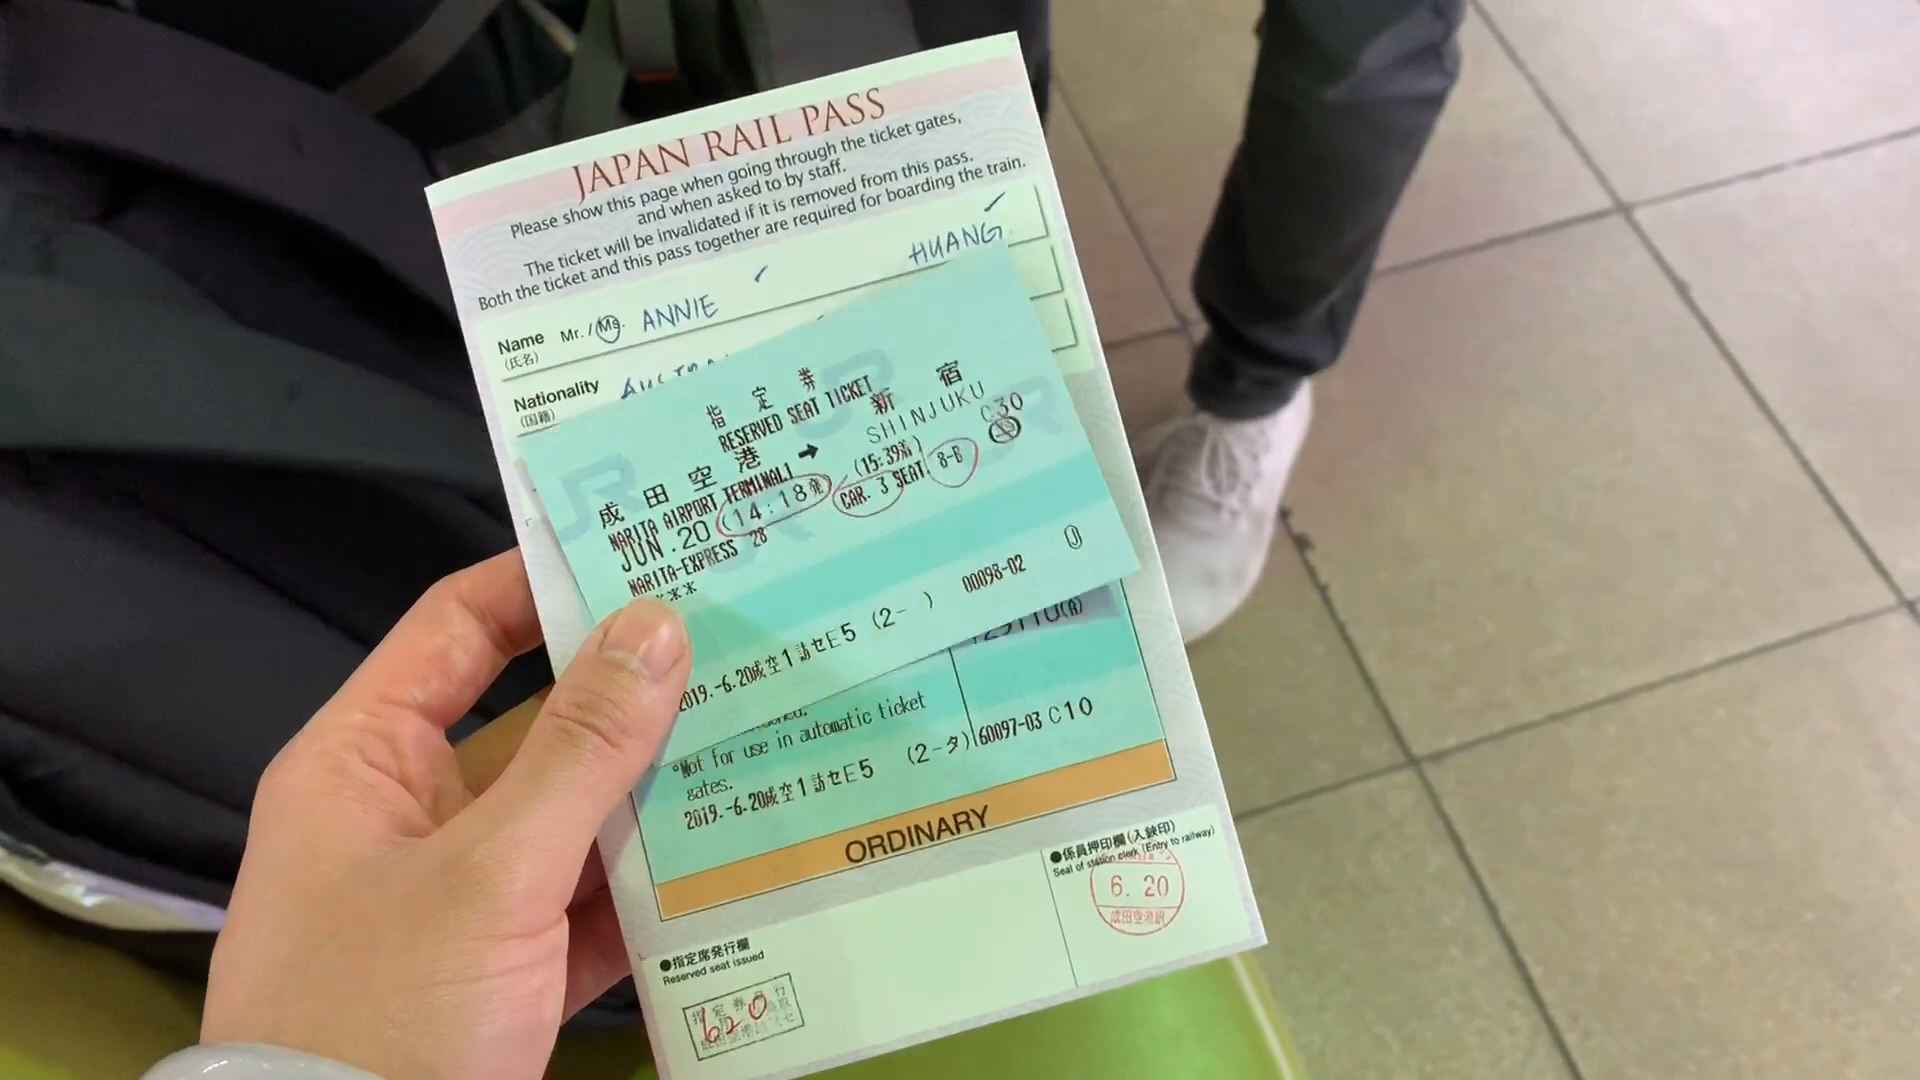 JAPAN RAIL PASS
Please show this page when going through the ticket gates,
and when asked to by staff.
The ticket will be invalidated if it is removed from this pass.
Both the ticket and this pass together are required for boarding the train.
Name Mr. / Ms. ANNIE HUANG
(氏名)
Nationality
(国籍)
指定券
RESERVED SEAT TICKET
成田空港 → 新宿
NARITA AIRPORT TERMINAL1 SHINJUKU
JUN.20 (14:18発) (15:39着) C30
NARITA-EXPRESS 28 CAR. 3 SEAT. 8-B
***
2019.-6.20成空1訪セE5 (2- ) 00098-02
°Not for use in automatic ticket
gates.
2019.-6.20成空1訪セE5 (2-タ) 60097-03 C10
ORDINARY
●係員押印欄(入鋏印)
Seal of station clerk (Entry to railway)
6. 20
成田空港駅
●指定席発行欄
Reserved seat issued
620